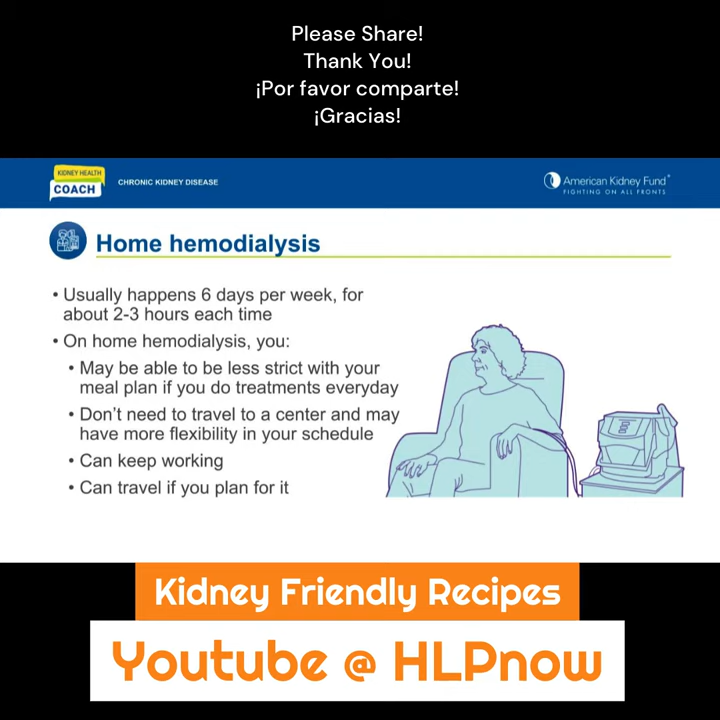 Please Share!
Thank You!
¡Por favor comparte!
¡Gracias!
KIDNEY HEALTH
COACH
CHRONIC KIDNEY DISEASE
American Kidney Fund®
FIGHTING ON ALL FRONTS
Home hemodialysis
• Usually happens 6 days per week, for
about 2-3 hours each time
• On home hemodialysis, you:
• May be able to be less strict with your
meal plan if you do treatments everyday
• Don't need to travel to a center and may
have more flexibility in your schedule
• Can keep working
• Can travel if you plan for it
Kidney Friendly Recipes
Youtube @ HLPnow